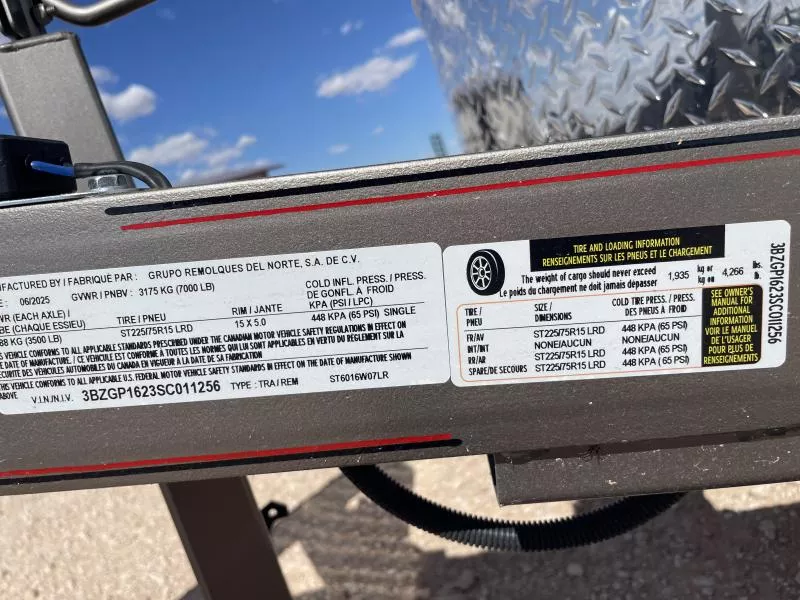 NUFACTURED BY / FABRIQUÉ PAR : GRUPO REMOLQUES DEL NORTE, S.A. DE C.V.
: 06/2025 GVWR / PNBV : 3175 KG (7000 LB)
WR (EACH AXLE) / TIRE / PNEU RIM / JANTE COLD INFL. PRESS. / PRESS. DE GONFL. À FROID KPA (PSI / LPC)
BE (CHAQUE ESSIEU)
88 KG (3500 LB) ST225/75R15 LRD 15 X 5.0 448 KPA (65 PSI) SINGLE
S VEHICLE CONFORMS TO ALL APPLICABLE STANDARDS PRESCRIBED UNDER THE CANADIAN MOTOR VEHICLE SAFETY REGULATIONS IN EFFECT ON
DATE OF MANUFACTURE. / CE VÉHICULE EST CONFORME À TOUTES LES NORMES QUI LUI SONT APPLICABLES EN VERTU DU RÈGLEMENT SUR LA
SÉCURITÉ DES VÉHICULES AUTOMOBILES DU CANADA EN VIGUEUR À LA DATE DE SA FABRICATION
S VEHICLE CONFORMS TO ALL APPLICABLE U.S. FEDERAL MOTOR VEHICLE SAFETY STANDARDS IN EFFECT ON THE DATE OF MANUFACTURE SHOWN
ABOVE
V.I.N./N.I.V. 3BZGP1623SC011256 TYPE : TRA / REM ST6016W07LR
TIRE AND LOADING INFORMATION
RENSEIGNEMENTS SUR LES PNEUS ET LE CHARGEMENT
The weight of cargo should never exceed 1,935 kg or 4,266 lbs.
Le poids du chargement ne doit jamais dépasser kg ou lb.
TIRE / PNEU SIZE / DIMENSIONS COLD TIRE PRESS. / PRESS. DES PNEUS À FROID
FR/AV ST225/75R15 LRD 448 KPA (65 PSI)
INT/INT NONE/AUCUN NONE/AUCUN
RR/AR ST225/75R15 LRD 448 KPA (65 PSI)
SPARE/DE SECOURS ST225/75R15 LRD 448 KPA (65 PSI)
SEE OWNER'S
MANUAL FOR
ADDITIONAL
INFORMATION
VOIR LE MANUEL
DE L'USAGER
POUR PLUS DE
RENSEIGNEMENTS
3BZGP1623SC011256